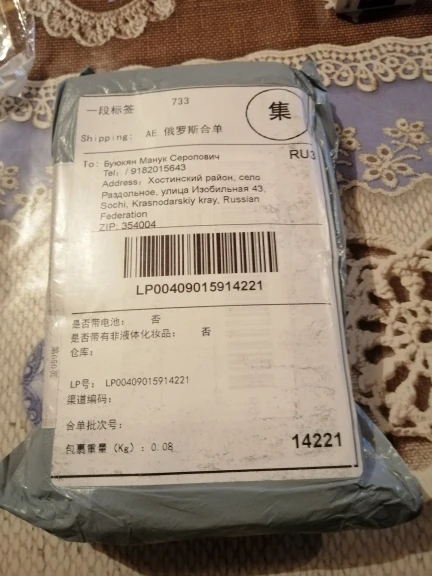 一段标签 733
集
Shipping: AE 俄罗斯合单
RU3
To: Буюкян Манук Серопович
Tel: / 9182015643
Address: Хостинский район, село
Раздольное, улица Изобильная 43,
Sochi, Krasnodarskiy kray, Russian
Federation
ZIP: 354004
LP00409015914221
是否带电池: 否
是否带有非液体化妆品: 否
仓库:
LP号: LP00409015914221
渠道编码:
合单批次号:
包裹重量 (Kg): 0.08
14221